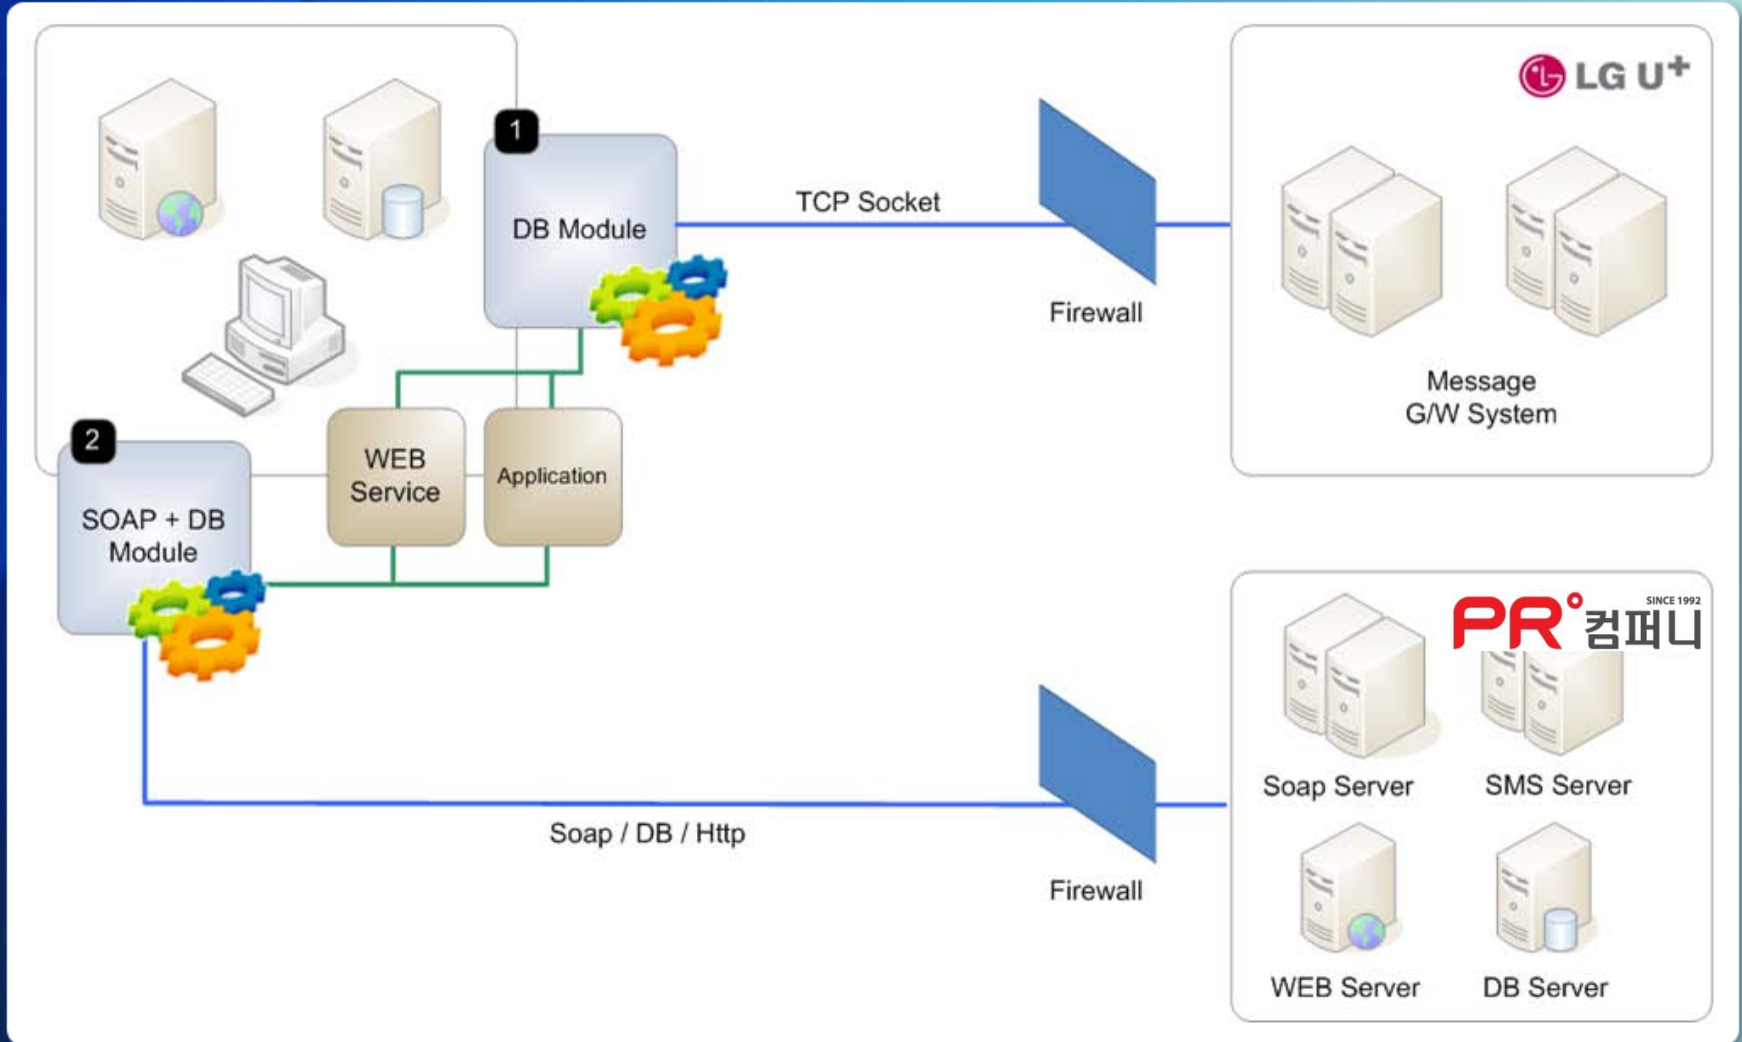 LG U+
1
DB Module
TCP Socket
Firewall
Message
G/W System
WEB
Service
Application
2
SOAP + DB
Module
SINCE 1992
PR 컴퍼니
Soap Server
SMS Server
Soap / DB / Http
Firewall
WEB Server
DB Server